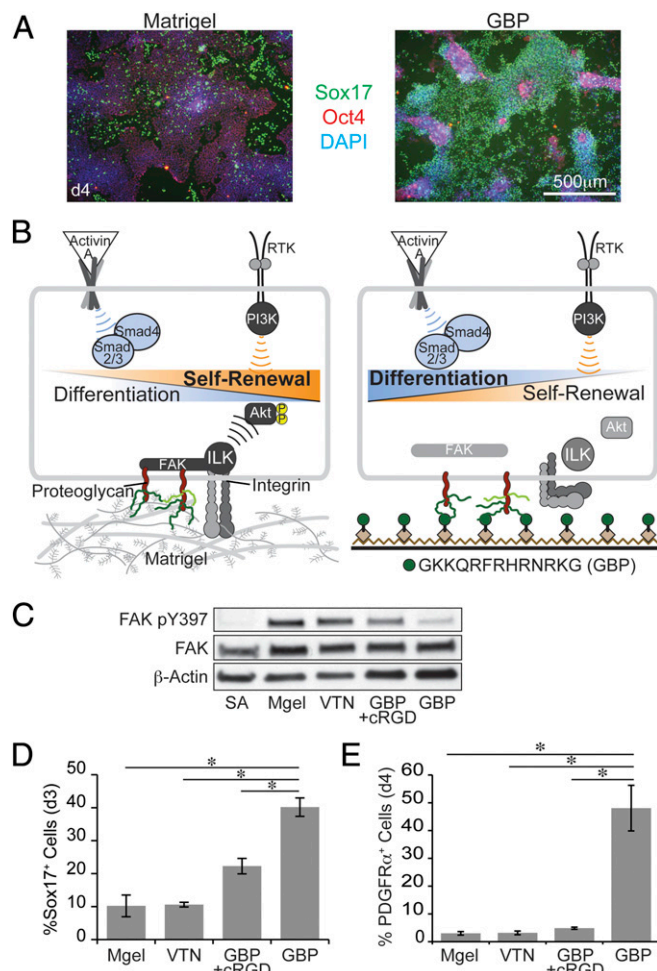 A
Matrigel
GBP
Sox17
Oct4
DAPI
d4
500μm
B
Activin
A
RTK
Smad4
Smad
2/3
PI3K
Self-Renewal
Differentiation
Akt
P
P
FAK
ILK
Proteoglycan
Integrin
Matrigel
Activin
A
RTK
Smad4
Smad
2/3
PI3K
Differentiation
Self-Renewal
Akt
FAK
ILK
GKKQRFRHRNRKG (GBP)
C
FAK pY397
FAK
β-Actin
SA Mgel VTN GBP GBP
+cRGD
D
%Sox17⁺ Cells (d3)
50
40
30
20
10
0
* 
*
*
Mgel VTN GBP GBP
+cRGD
E
% PDGFRα⁺ Cells (d4)
60
50
40
30
20
10
0
*
*
*
Mgel VTN GBP GBP
+cRGD